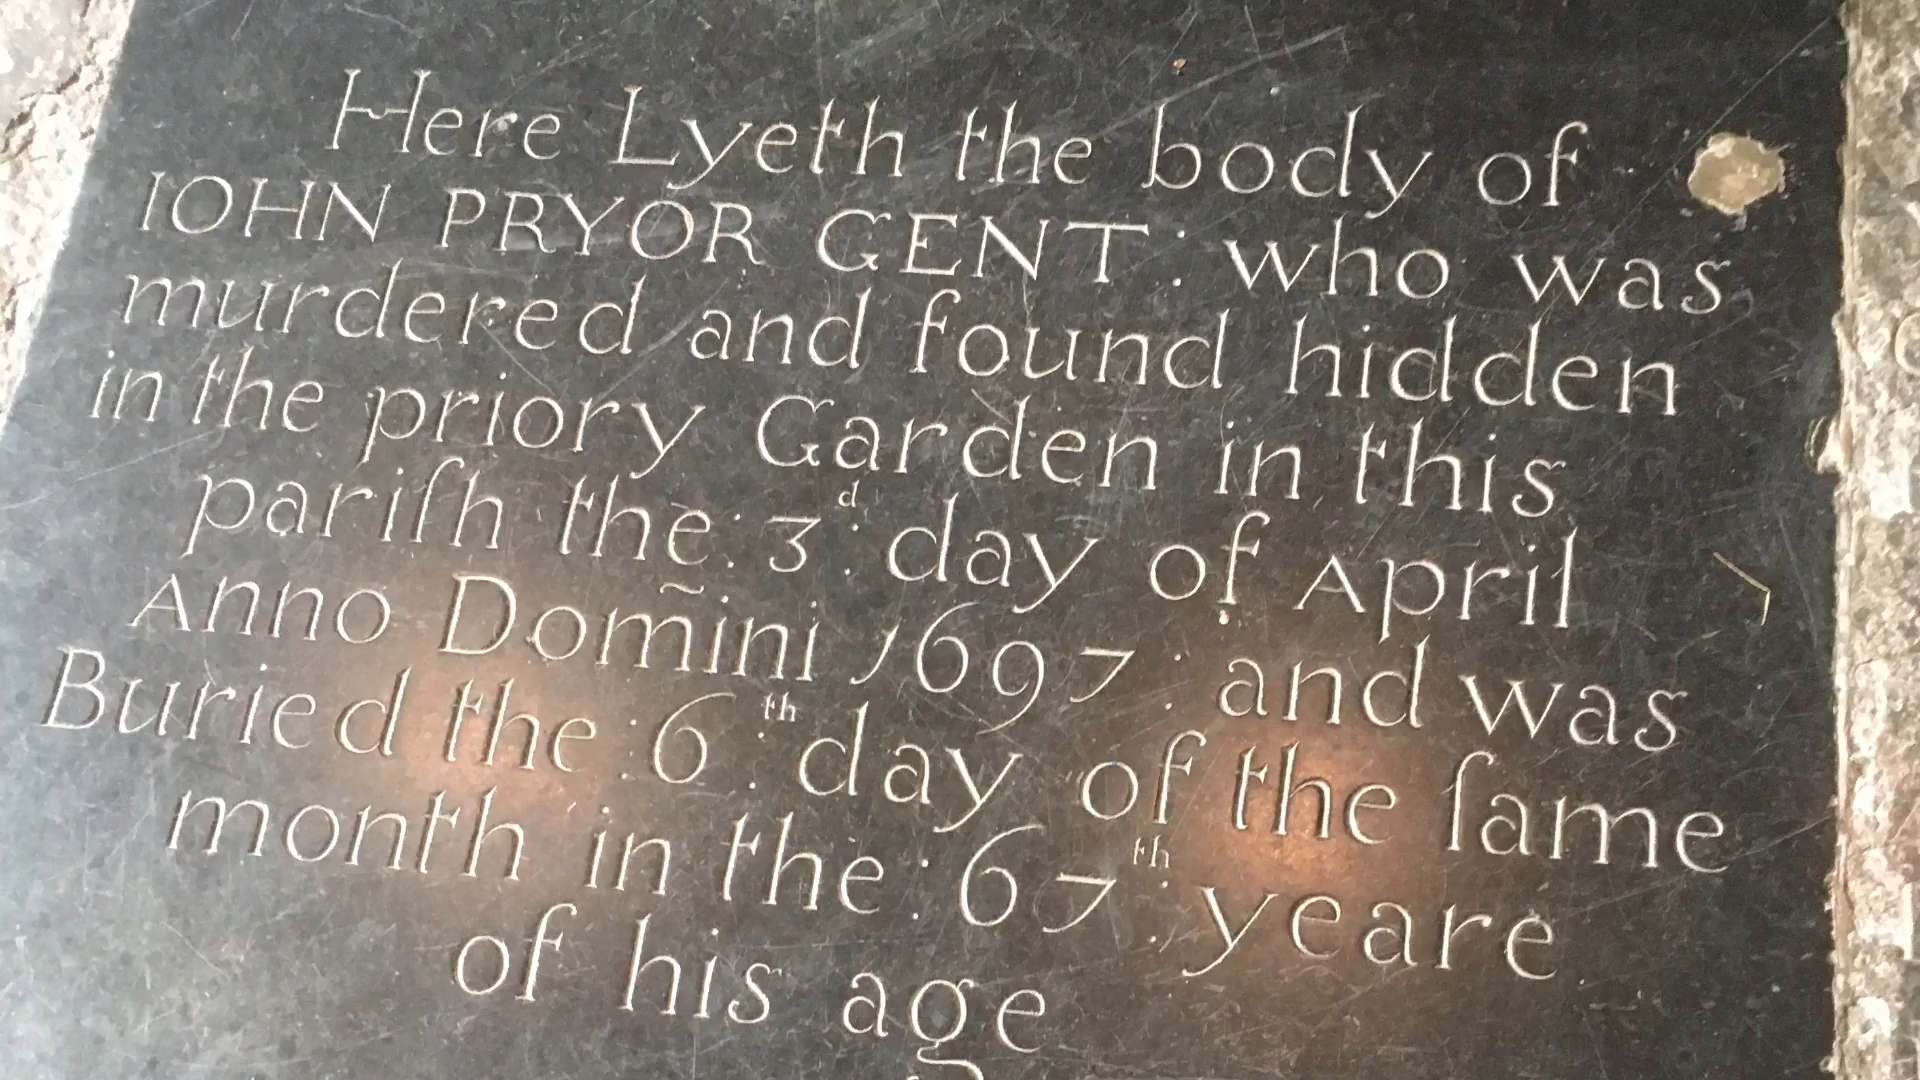 Here Lyeth the body of
IOHN PRYOR GENT: who was
murdered and found hidden
in the priory Garden in this
pariſh the: 3ᵈ: day of April
Anno Dom̃ini 1697: and was
Buried the: 6ᵗʰ: day of the ſame
month in the: 67ᵗʰ: yeare
of his age